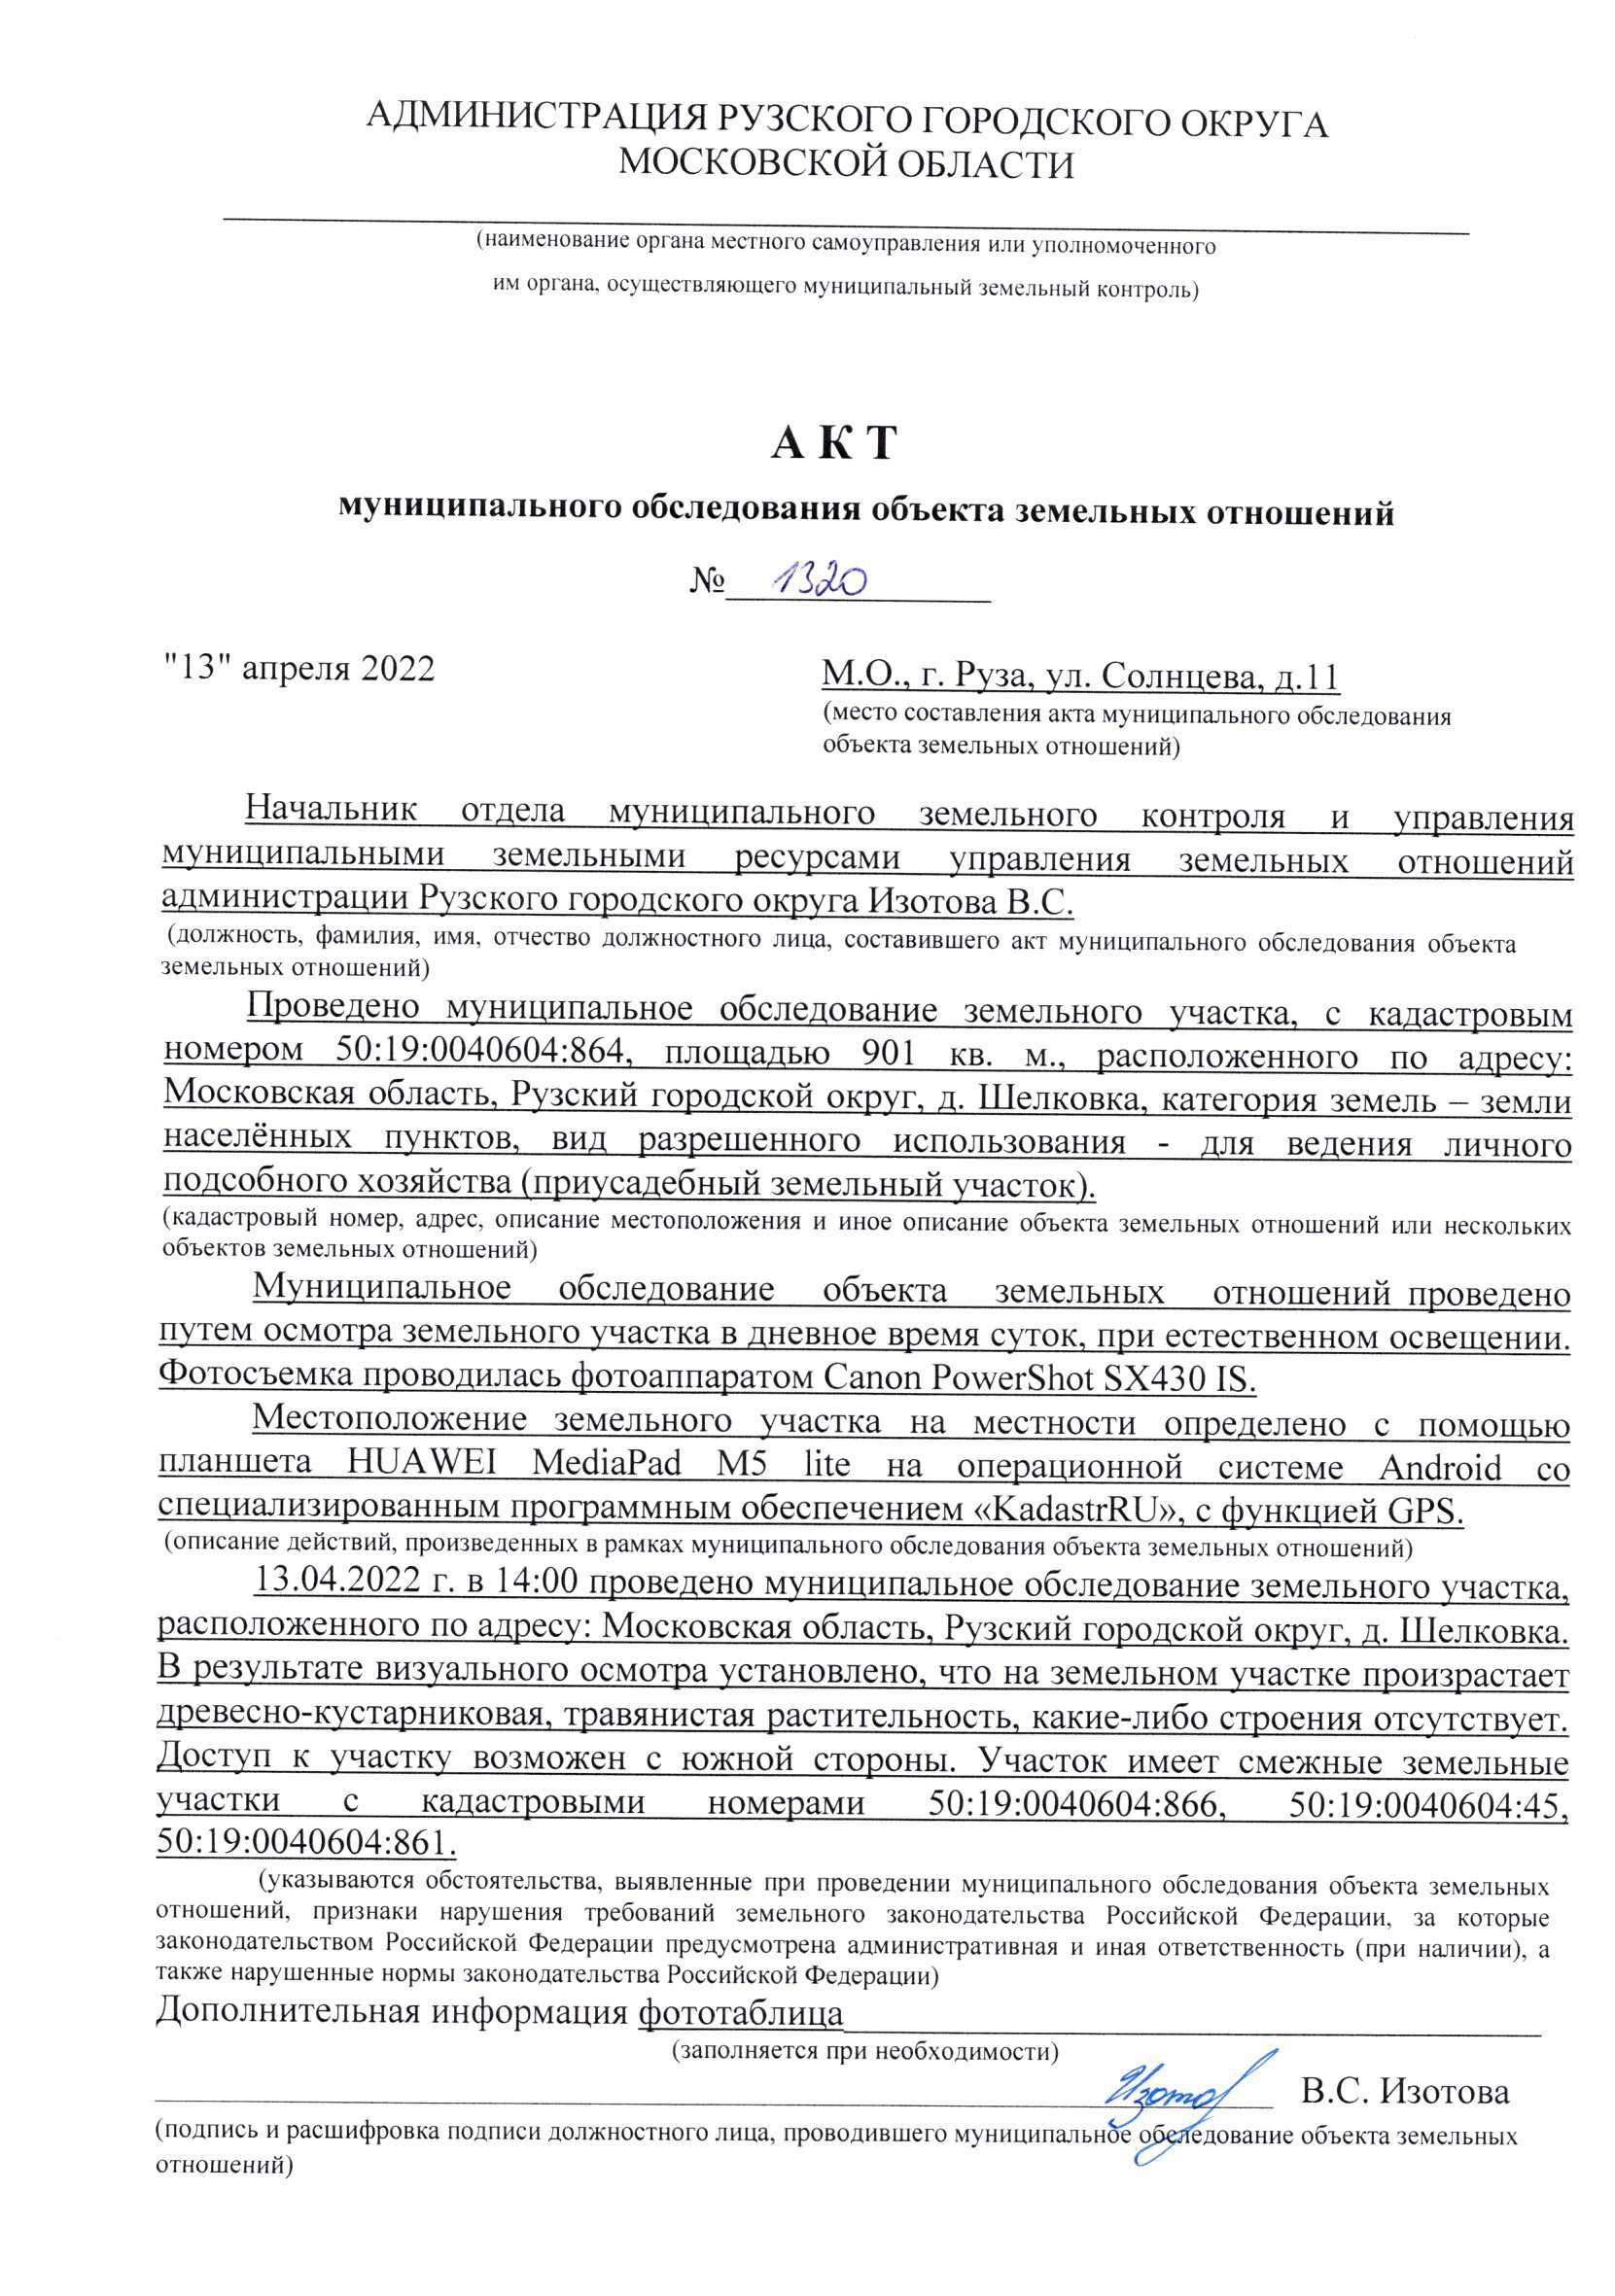 АДМИНИСТРАЦИЯ РУЗСКОГО ГОРОДСКОГО ОКРУГА
МОСКОВСКОЙ ОБЛАСТИ
(наименование органа местного самоуправления или уполномоченного
им органа, осуществляющего муниципальный земельный контроль)
А К Т
муниципального обследования объекта земельных отношений
№ 1320
"13" апреля 2022
М.О., г. Руза, ул. Солнцева, д.11
(место составления акта муниципального обследования
объекта земельных отношений)
Начальник отдела муниципального земельного контроля и управления
муниципальными земельными ресурсами управления земельных отношений
администрации Рузского городского округа Изотова В.С.
(должность, фамилия, имя, отчество должностного лица, составившего акт муниципального обследования объекта
земельных отношений)
Проведено муниципальное обследование земельного участка, с кадастровым
номером 50:19:0040604:864, площадью 901 кв. м., расположенного по адресу:
Московская область, Рузский городской округ, д. Шелковка, категория земель – земли
населённых пунктов, вид разрешенного использования - для ведения личного
подсобного хозяйства (приусадебный земельный участок).
(кадастровый номер, адрес, описание местоположения и иное описание объекта земельных отношений или нескольких
объектов земельных отношений)
Муниципальное обследование объекта земельных отношений проведено
путем осмотра земельного участка в дневное время суток, при естественном освещении.
Фотосъемка проводилась фотоаппаратом Canon PowerShot SX430 IS.
Местоположение земельного участка на местности определено с помощью
планшета HUAWEI MediaPad M5 lite на операционной системе Android со
специализированным программным обеспечением «KadastrRU», с функцией GPS.
(описание действий, произведенных в рамках муниципального обследования объекта земельных отношений)
13.04.2022 г. в 14:00 проведено муниципальное обследование земельного участка,
расположенного по адресу: Московская область, Рузский городской округ, д. Шелковка.
В результате визуального осмотра установлено, что на земельном участке произрастает
древесно-кустарниковая, травянистая растительность, какие-либо строения отсутствует.
Доступ к участку возможен с южной стороны. Участок имеет смежные земельные
участки с кадастровыми номерами 50:19:0040604:866, 50:19:0040604:45,
50:19:0040604:861.
(указываются обстоятельства, выявленные при проведении муниципального обследования объекта земельных
отношений, признаки нарушения требований земельного законодательства Российской Федерации, за которые
законодательством Российской Федерации предусмотрена административная и иная ответственность (при наличии), а
также нарушенные нормы законодательства Российской Федерации)
Дополнительная информация фототаблица
(заполняется при необходимости)
Изотов В.С. Изотова
(подпись и расшифровка подписи должностного лица, проводившего муниципальное обследование объекта земельных
отношений)